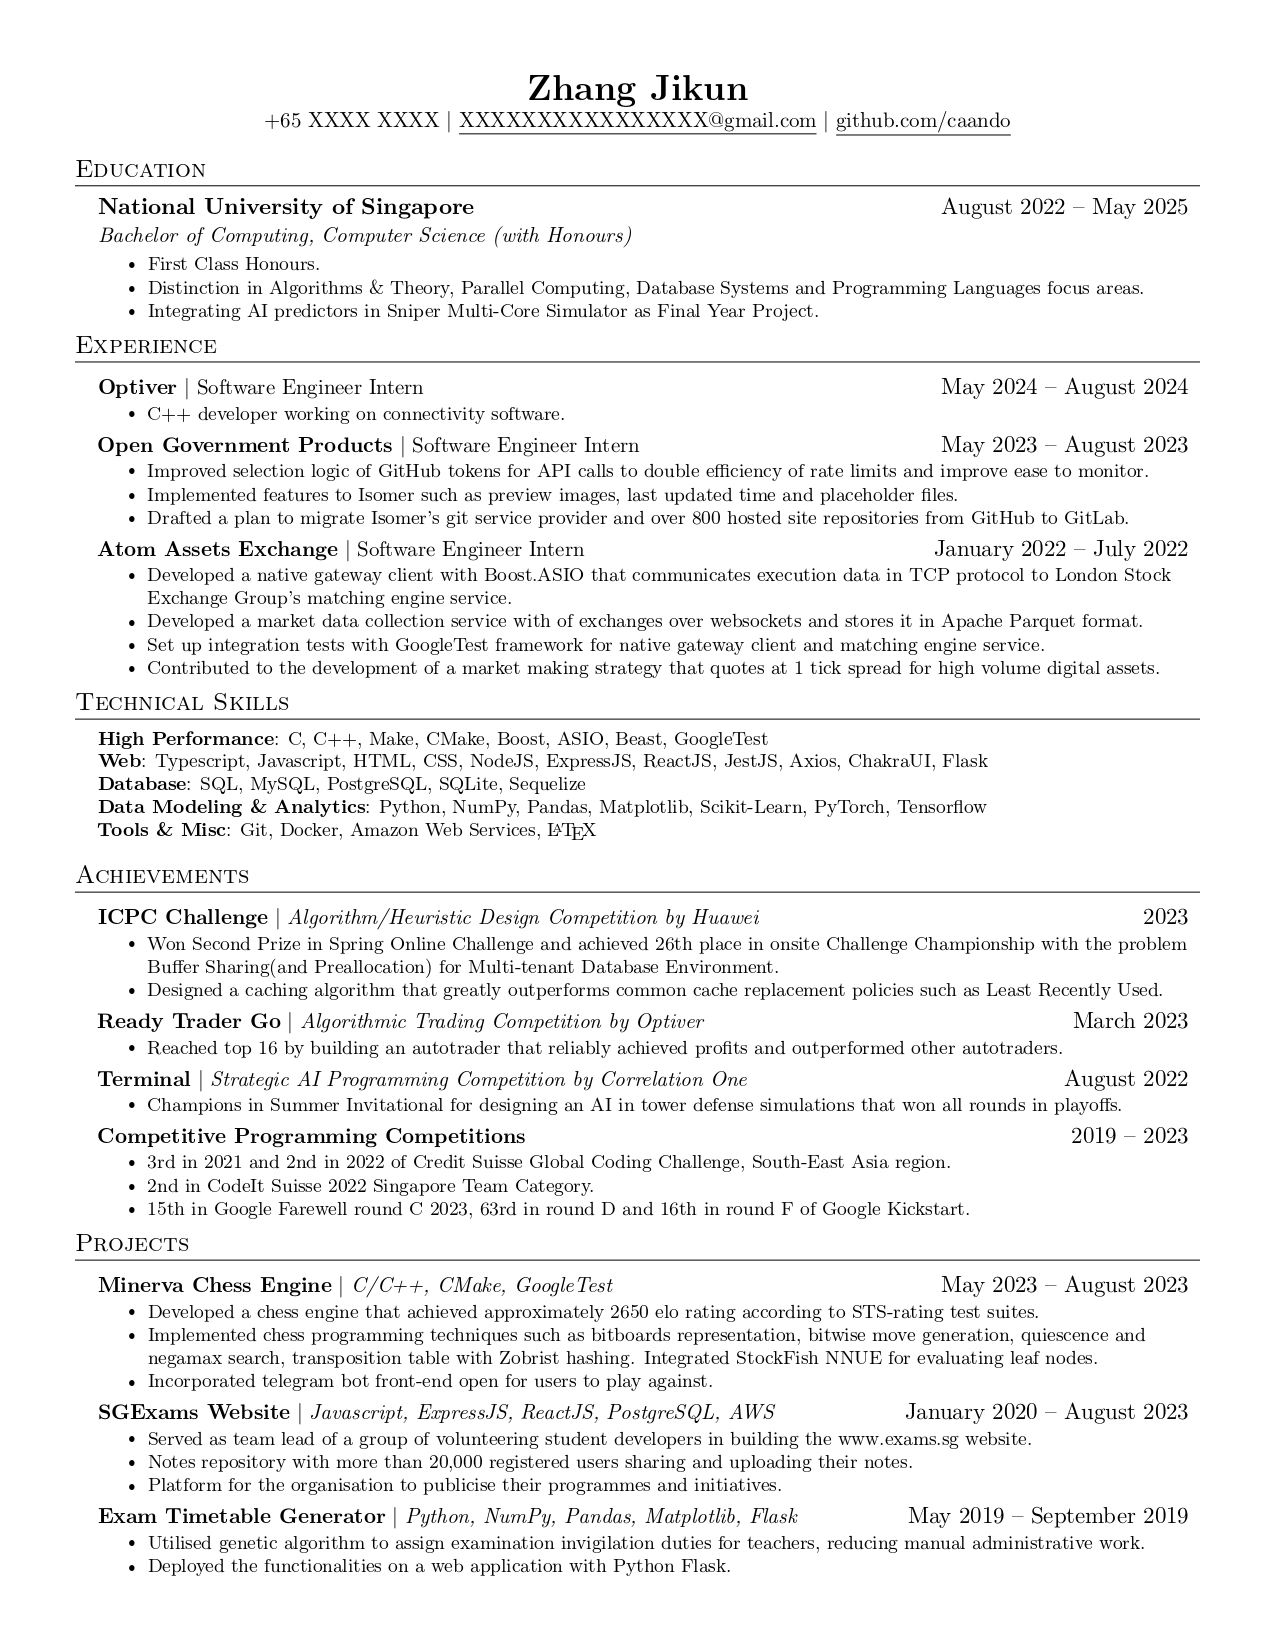 Zhang Jikun
+65 XXXX XXXX | XXXXXXXXXXXXXXXX@gmail.com | github.com/caando
Education
National University of Singapore August 2022 – May 2025
Bachelor of Computing, Computer Science (with Honours)
• First Class Honours.
• Distinction in Algorithms & Theory, Parallel Computing, Database Systems and Programming Languages focus areas.
• Integrating AI predictors in Sniper Multi-Core Simulator as Final Year Project.
Experience
Optiver | Software Engineer Intern May 2024 – August 2024
• C++ developer working on connectivity software.
Open Government Products | Software Engineer Intern May 2023 – August 2023
• Improved selection logic of GitHub tokens for API calls to double efficiency of rate limits and improve ease to monitor.
• Implemented features to Isomer such as preview images, last updated time and placeholder files.
• Drafted a plan to migrate Isomer's git service provider and over 800 hosted site repositories from GitHub to GitLab.
Atom Assets Exchange | Software Engineer Intern January 2022 – July 2022
• Developed a native gateway client with Boost.ASIO that communicates execution data in TCP protocol to London Stock
Exchange Group's matching engine service.
• Developed a market data collection service with of exchanges over websockets and stores it in Apache Parquet format.
• Set up integration tests with GoogleTest framework for native gateway client and matching engine service.
• Contributed to the development of a market making strategy that quotes at 1 tick spread for high volume digital assets.
Technical Skills
High Performance: C, C++, Make, CMake, Boost, ASIO, Beast, GoogleTest
Web: Typescript, Javascript, HTML, CSS, NodeJS, ExpressJS, ReactJS, JestJS, Axios, ChakraUI, Flask
Database: SQL, MySQL, PostgreSQL, SQLite, Sequelize
Data Modeling & Analytics: Python, NumPy, Pandas, Matplotlib, Scikit-Learn, PyTorch, Tensorflow
Tools & Misc: Git, Docker, Amazon Web Services, LATEX
Achievements
ICPC Challenge | Algorithm/Heuristic Design Competition by Huawei 2023
• Won Second Prize in Spring Online Challenge and achieved 26th place in onsite Challenge Championship with the problem
Buffer Sharing(and Preallocation) for Multi-tenant Database Environment.
• Designed a caching algorithm that greatly outperforms common cache replacement policies such as Least Recently Used.
Ready Trader Go | Algorithmic Trading Competition by Optiver March 2023
• Reached top 16 by building an autotrader that reliably achieved profits and outperformed other autotraders.
Terminal | Strategic AI Programming Competition by Correlation One August 2022
• Champions in Summer Invitational for designing an AI in tower defense simulations that won all rounds in playoffs.
Competitive Programming Competitions 2019 – 2023
• 3rd in 2021 and 2nd in 2022 of Credit Suisse Global Coding Challenge, South-East Asia region.
• 2nd in CodeIt Suisse 2022 Singapore Team Category.
• 15th in Google Farewell round C 2023, 63rd in round D and 16th in round F of Google Kickstart.
Projects
Minerva Chess Engine | C/C++, CMake, GoogleTest May 2023 – August 2023
• Developed a chess engine that achieved approximately 2650 elo rating according to STS-rating test suites.
• Implemented chess programming techniques such as bitboards representation, bitwise move generation, quiescence and
negamax search, transposition table with Zobrist hashing. Integrated StockFish NNUE for evaluating leaf nodes.
• Incorporated telegram bot front-end open for users to play against.
SGExams Website | Javascript, ExpressJS, ReactJS, PostgreSQL, AWS January 2020 – August 2023
• Served as team lead of a group of volunteering student developers in building the www.exams.sg website.
• Notes repository with more than 20,000 registered users sharing and uploading their notes.
• Platform for the organisation to publicise their programmes and initiatives.
Exam Timetable Generator | Python, NumPy, Pandas, Matplotlib, Flask May 2019 – September 2019
• Utilised genetic algorithm to assign examination invigilation duties for teachers, reducing manual administrative work.
• Deployed the functionalities on a web application with Python Flask.